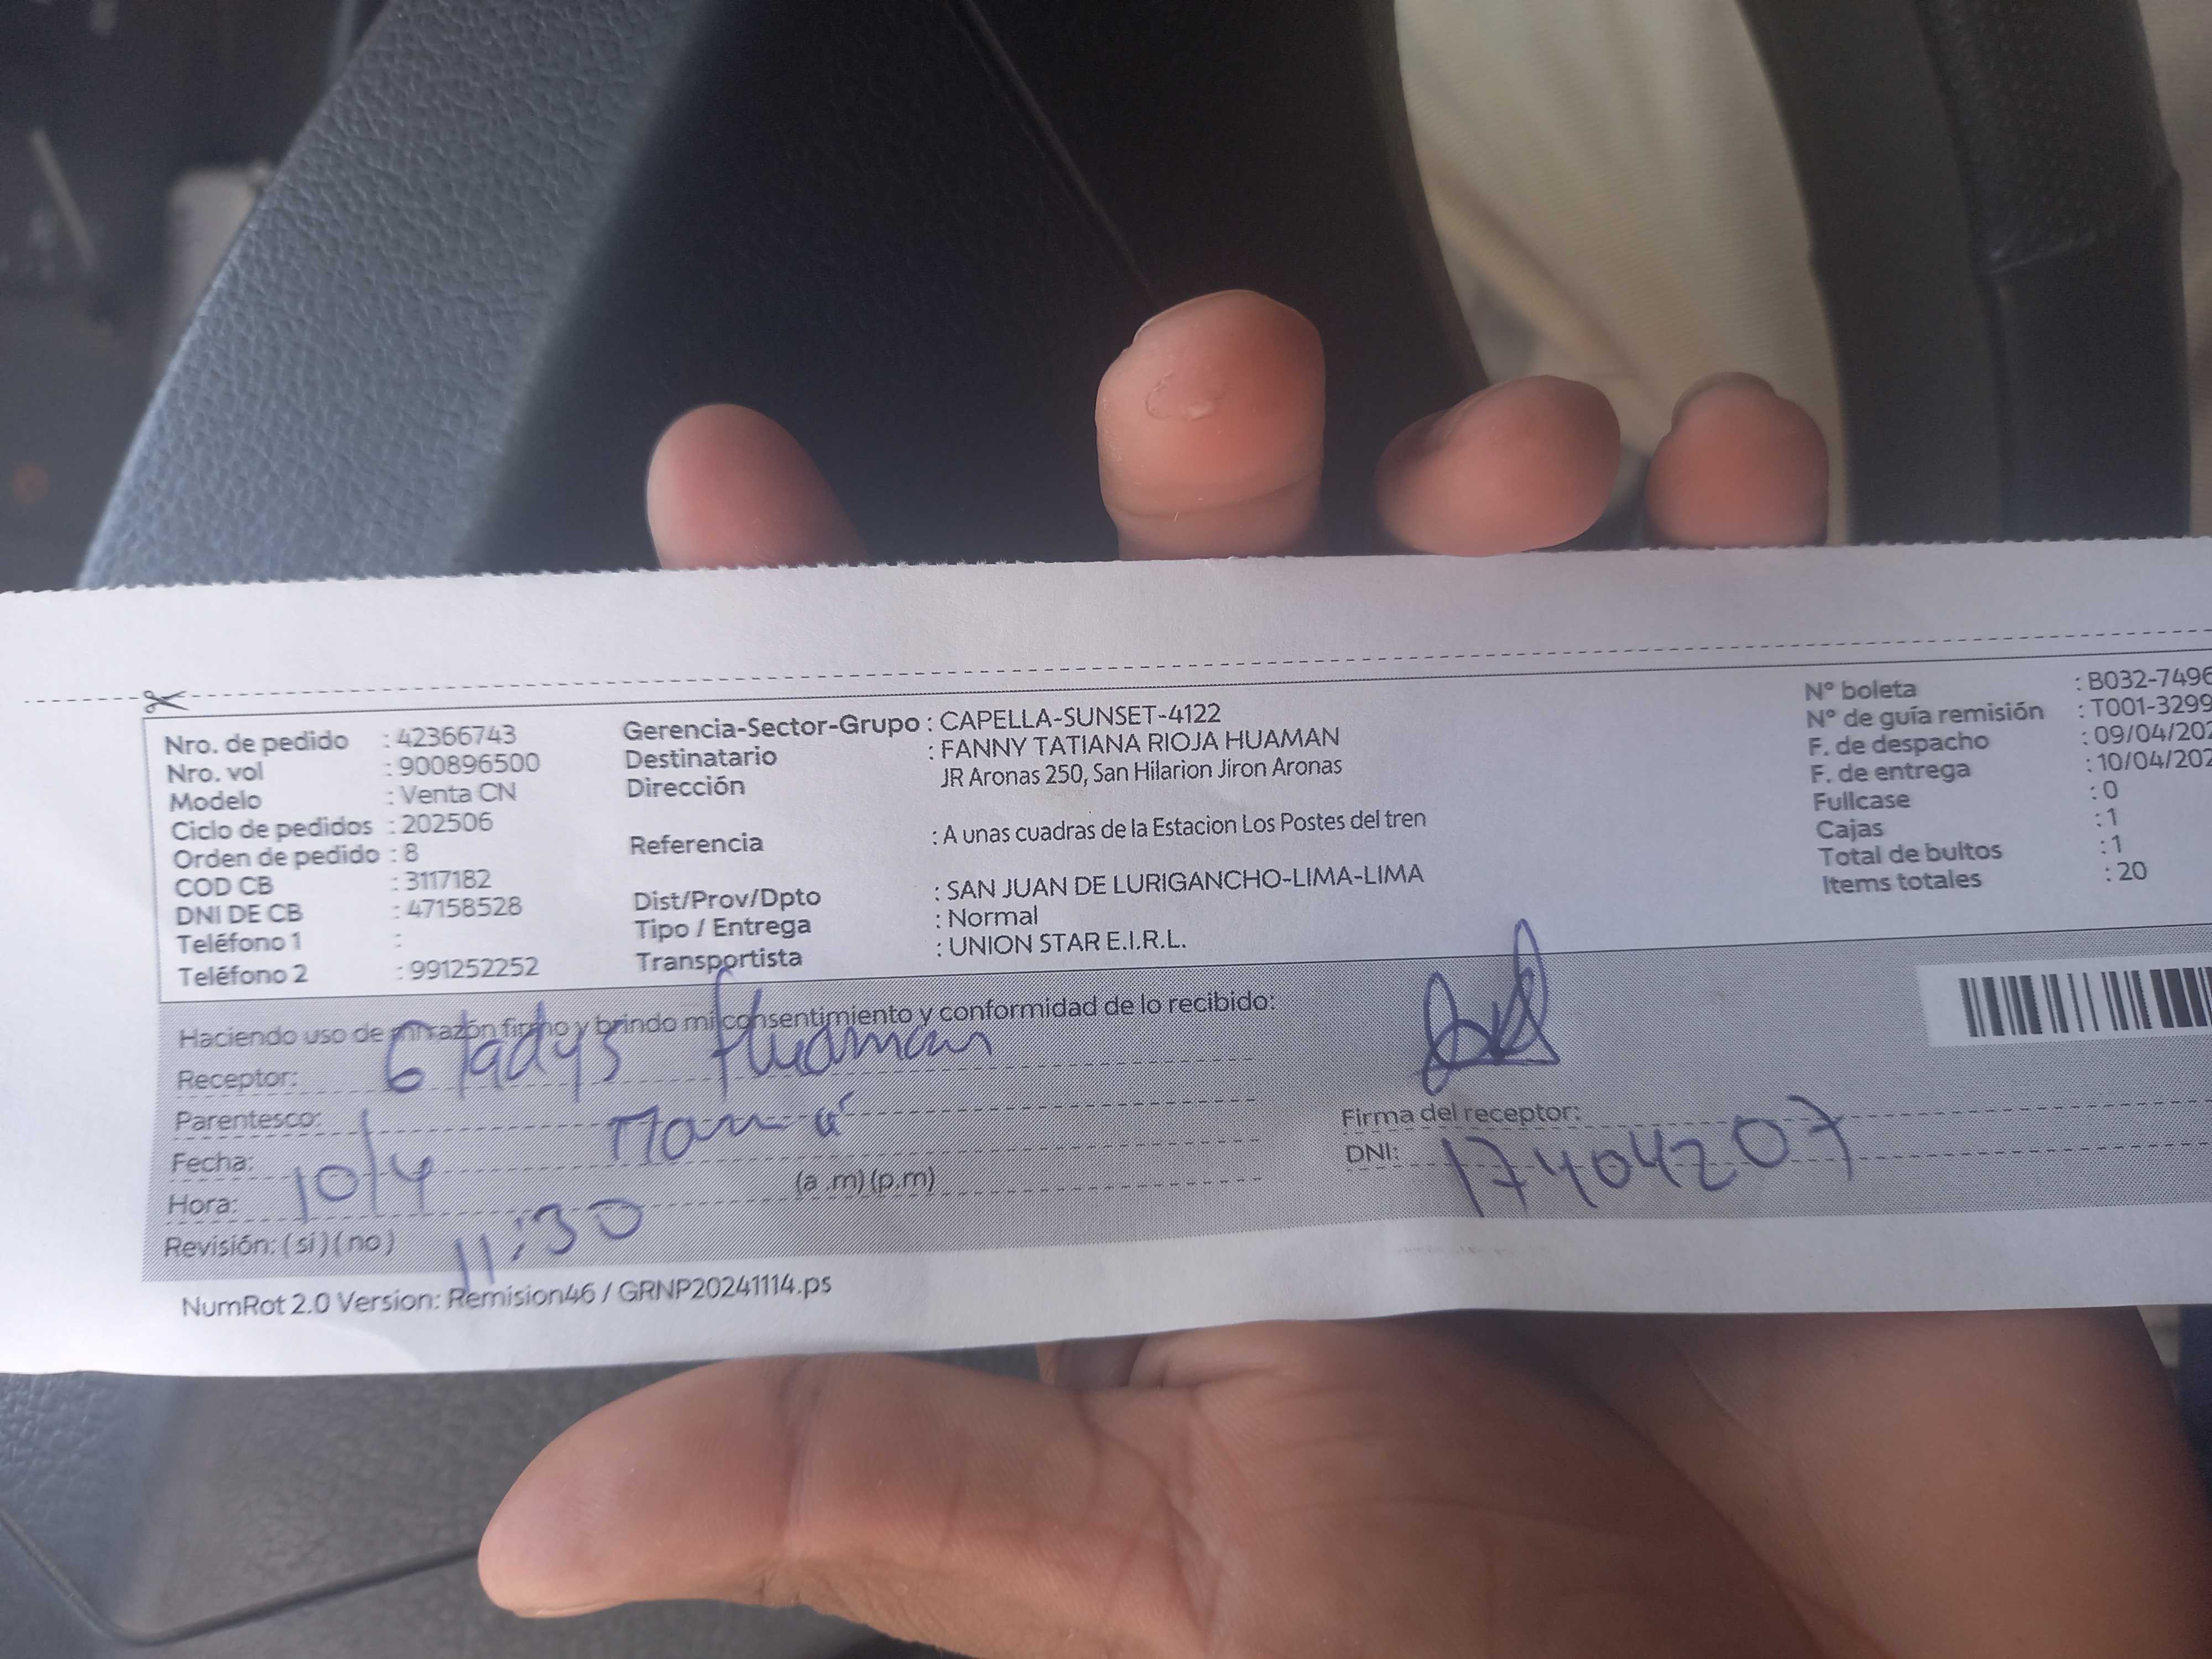 Nro. de pedido : 42366743
Nro. vol : 900896500
Modelo : Venta CN
Ciclo de pedidos : 202506
Orden de pedido : 8
COD CB : 3117182
DNI DE CB : 47158528
Teléfono 1 :
Teléfono 2 : 991252252
Gerencia-Sector-Grupo : CAPELLA-SUNSET-4122
Destinatario : FANNY TATIANA RIOJA HUAMAN
Dirección JR Aronas 250, San Hilarion Jiron Aronas
Referencia : A unas cuadras de la Estacion Los Postes del tren
Dist/Prov/Dpto : SAN JUAN DE LURIGANCHO-LIMA-LIMA
Tipo / Entrega : Normal
Transportista : UNION STAR E.I.R.L.
N° boleta : B032-7496
N° de guía remisión : T001-3299
F. de despacho : 09/04/202
F. de entrega : 10/04/202
Fullcase : 0
Cajas : 1
Total de bultos : 1
Items totales : 20
Haciendo uso de mi razón firmo y brindo mi consentimiento y conformidad de lo recibido:
Receptor: Gladys Huaman
Parentesco: Mamá
Fecha: 10/4
Hora: 11:30 (a .m) (p.m)
Revisión: (si) (no)
Firma del receptor:
DNI: 17404207
NumRot 2.0 Version: Remision46 / GRNP20241114.ps